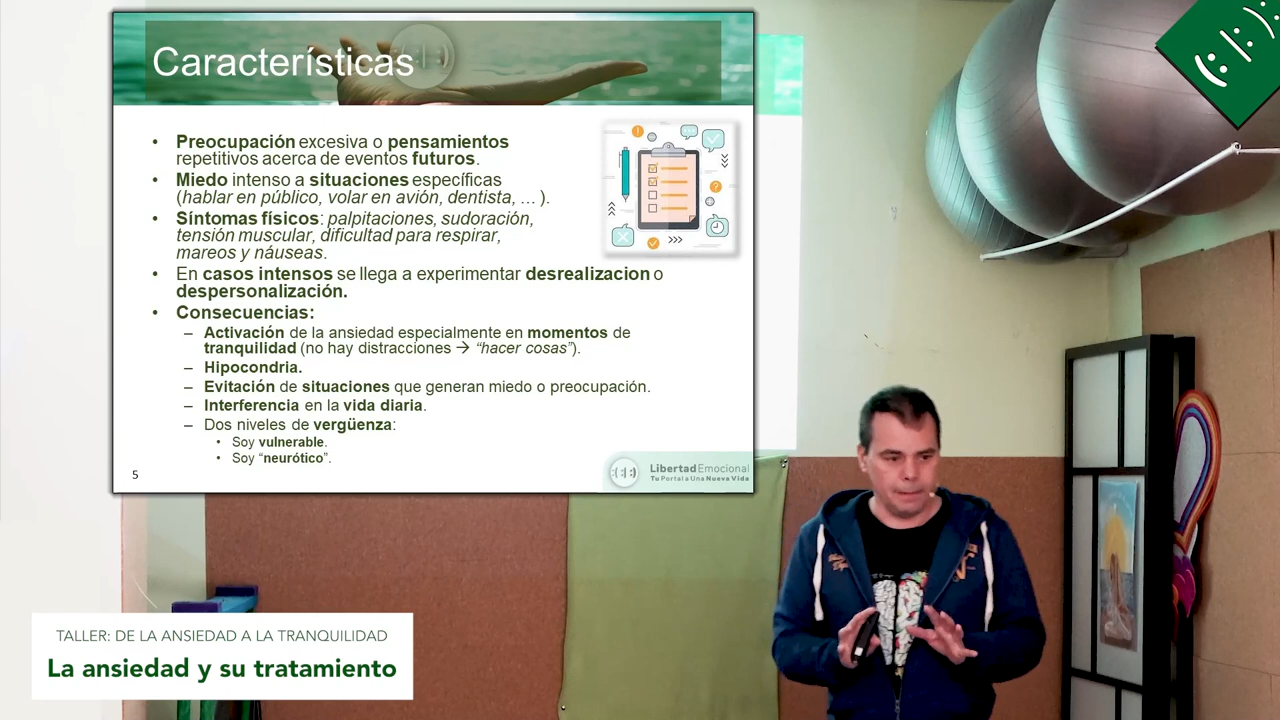 Características
• Preocupación excesiva o pensamientos
repetitivos acerca de eventos futuros.
• Miedo intenso a situaciones específicas
(hablar en público, volar en avión, dentista, … ).
• Síntomas físicos: palpitaciones, sudoración,
tensión muscular, dificultad para respirar,
mareos y náuseas.
• En casos intensos se llega a experimentar desrealizacion o
despersonalización.
• Consecuencias:
– Activación de la ansiedad especialmente en momentos de
tranquilidad (no hay distracciones → “hacer cosas”).
– Hipocondria.
– Evitación de situaciones que generan miedo o preocupación.
– Interferencia en la vida diaria.
– Dos niveles de vergüenza:
• Soy vulnerable.
• Soy “neurótico”.
5
Libertad Emocional
Tu Portal a Una Nueva Vida
TALLER: DE LA ANSIEDAD A LA TRANQUILIDAD
La ansiedad y su tratamiento